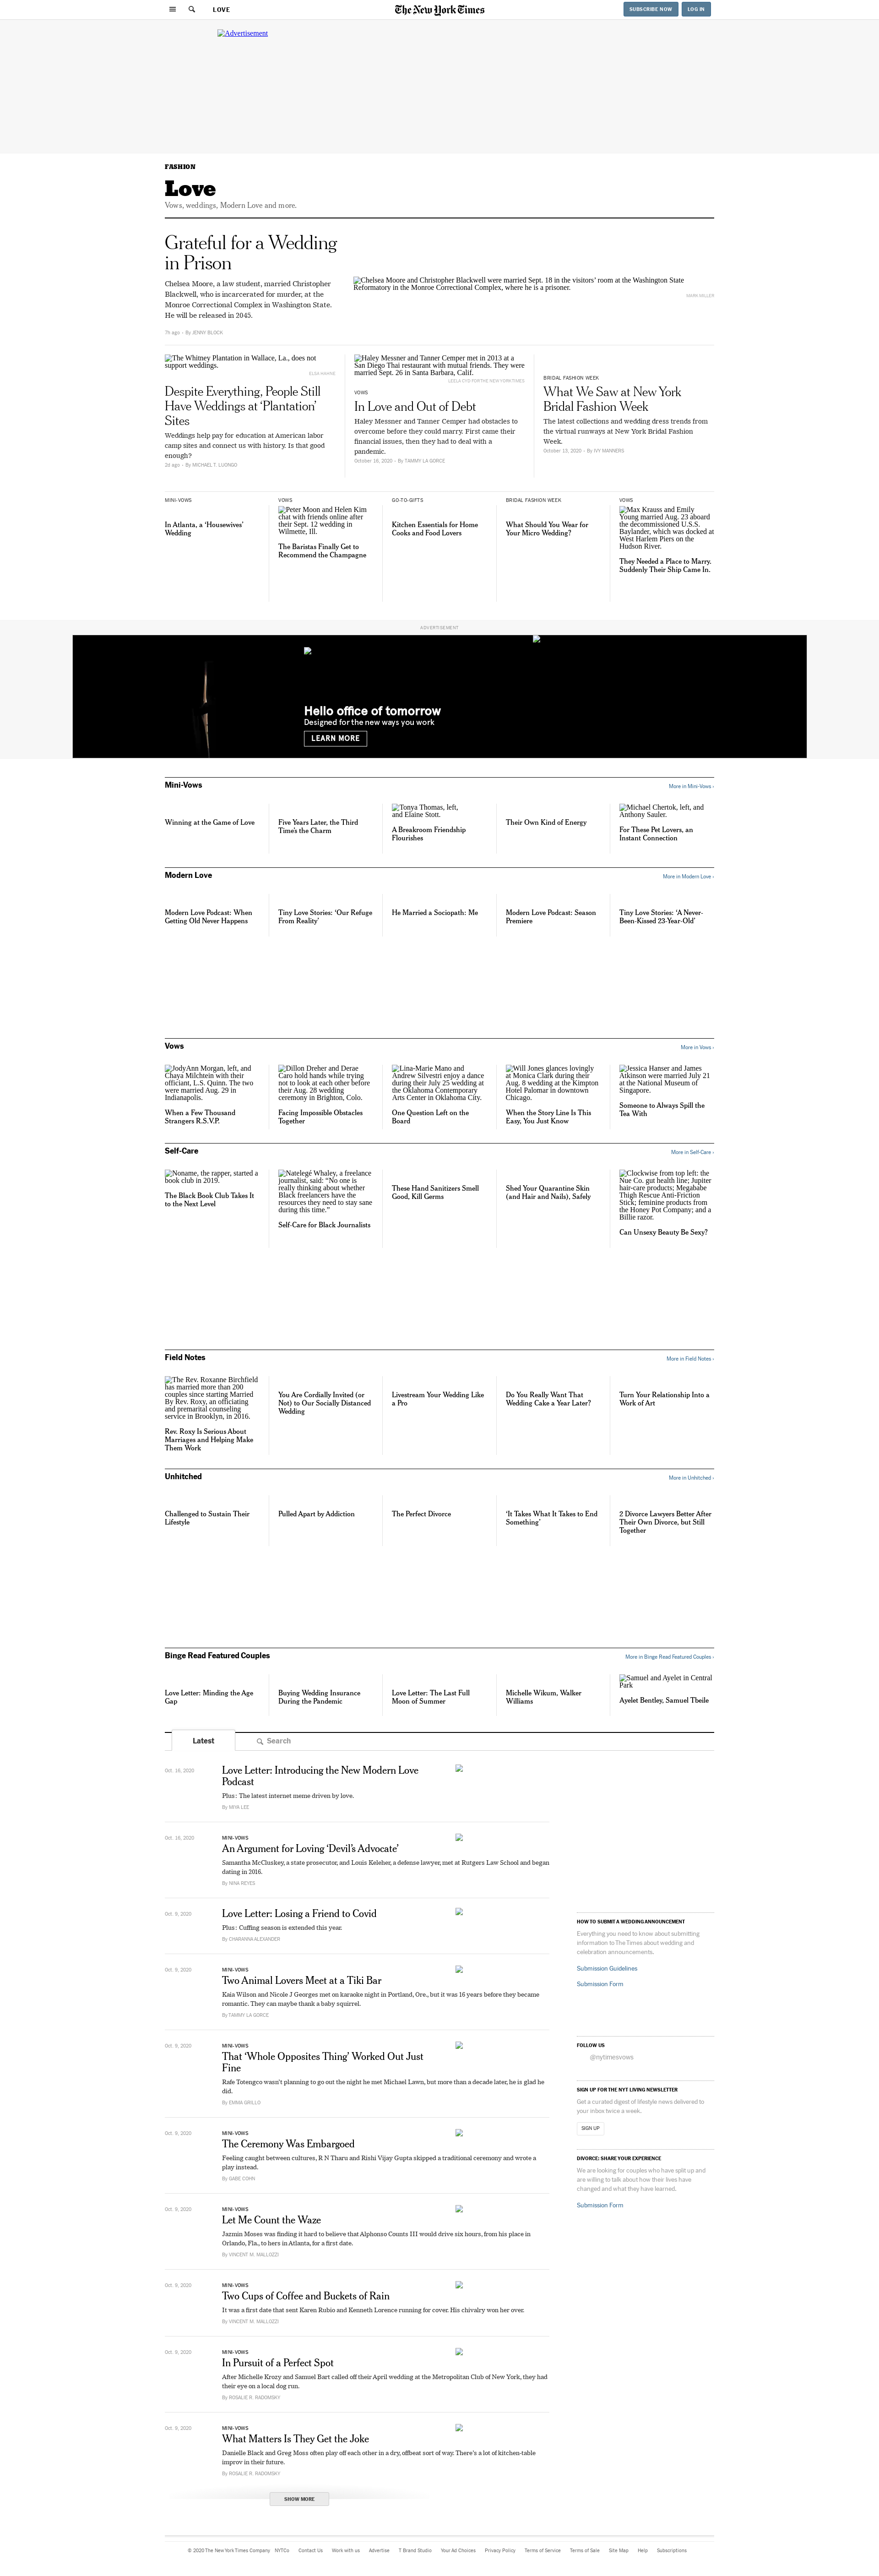 LOVE
The New York Times
SUBSCRIBE NOW
LOG IN
Advertisement
FASHION
Love
Vows, weddings, Modern Love and more.
Grateful for a Wedding
in Prison
Chelsea Moore, a law student, married Christopher
Blackwell, who is incarcerated for murder, at the
Monroe Correctional Complex in Washington State.
He will be released in 2045.
7h ago - By JENNY BLOCK
Chelsea Moore and Christopher Blackwell were married Sept. 18 in the visitors’ room at the Washington State
Reformatory in the Monroe Correctional Complex, where he is a prisoner.
MARK MILLER
The Whitney Plantation in Wallace, La., does not
support weddings.
Despite Everything, People Still
Have Weddings at ‘Plantation’
Sites
Weddings help pay for education at American labor
camp sites and connect us with history. Is that good
enough?
2d ago - By MICHAEL T. LUONGO
Haley Messner and Tanner Cemper met in 2013 at a
San Diego Thai restaurant with mutual friends. They were
married Sept. 26 in Santa Barbara, Calif.
LEELA CYD FOR THE NEW YORK TIMES
VOWS
In Love and Out of Debt
Haley Messner and Tanner Cemper had obstacles to
overcome before they could marry. First came their
financial issues, then they had to deal with a
pandemic.
October 16, 2020 - By TAMMY LA GORCE
BRIDAL FASHION WEEK
What We Saw at New York
Bridal Fashion Week
The latest collections and wedding dress trends from
the virtual runways at New York Bridal Fashion
Week.
October 13, 2020 - By IVY MANNERS
MINI-VOWS
In Atlanta, a ‘Housewives’
Wedding
VOWS
Peter Moon and Helen Kim
chat with friends online after
their Sept. 12 wedding in
Wilmette, Ill.
The Baristas Finally Get to
Recommend the Champagne
GO-TO-GIFTS
Kitchen Essentials for Home
Cooks and Food Lovers
BRIDAL FASHION WEEK
What Should You Wear for
Your Micro Wedding?
VOWS
Max Krauss and Emily
Young married Aug. 23 aboard
the decommissioned U.S.S.
Baylander, which was docked at
West Harlem Piers on the
Hudson River.
They Needed a Place to Marry.
Suddenly Their Ship Came In.
ADVERTISEMENT
Hello office of tomorrow
Designed for the new ways you work
LEARN MORE
Mini-Vows
More in Mini-Vows ›
Winning at the Game of Love
Five Years Later, the Third
Time’s the Charm
Tonya Thomas, left,
and Elaine Stott.
A Breakroom Friendship
Flourishes
Their Own Kind of Energy
Michael Chertok, left, and
Anthony Sauler.
For These Pet Lovers, an
Instant Connection
Modern Love
More in Modern Love ›
Modern Love Podcast: When
Getting Old Never Happens
Tiny Love Stories: ‘Our Refuge
From Reality’
He Married a Sociopath: Me
Modern Love Podcast: Season
Premiere
Tiny Love Stories: ‘A Never-
Been-Kissed 23-Year-Old’
Vows
More in Vows ›
JodyAnn Morgan, left, and
Chaya Milchtein with their
officiant, L.S. Quinn. The two
were married Aug. 29 in
Indianapolis.
When a Few Thousand
Strangers R.S.V.P.
Dillon Dreher and Derae
Caro hold hands while trying
not to look at each other before
their Aug. 28 wedding
ceremony in Brighton, Colo.
Facing Impossible Obstacles
Together
Lina-Marie Mano and
Andrew Silvestri enjoy a dance
during their July 25 wedding at
the Oklahoma Contemporary
Arts Center in Oklahoma City.
One Question Left on the
Board
Will Jones glances lovingly
at Monica Clark during their
Aug. 8 wedding at the Kimpton
Hotel Palomar in downtown
Chicago.
When the Story Line Is This
Easy, You Just Know
Jessica Hanser and James
Atkinson were married July 21
at the National Museum of
Singapore.
Someone to Always Spill the
Tea With
Self-Care
More in Self-Care ›
Noname, the rapper, started a
book club in 2019.
The Black Book Club Takes It
to the Next Level
Natelegé Whaley, a freelance
journalist, said: “No one is
really thinking about whether
Black freelancers have the
resources they need to stay sane
during this time.”
Self-Care for Black Journalists
These Hand Sanitizers Smell
Good, Kill Germs
Shed Your Quarantine Skin
(and Hair and Nails), Safely
Clockwise from top left: the
Nue Co. gut health line; Jupiter
hair-care products; Megababe
Thigh Rescue Anti-Friction
Stick; feminine products from
the Honey Pot Company; and a
Billie razor.
Can Unsexy Beauty Be Sexy?
Field Notes
More in Field Notes ›
The Rev. Roxanne Birchfield
has married more than 200
couples since starting Married
By Rev. Roxy, an officiating
and premarital counseling
service in Brooklyn, in 2016.
Rev. Roxy Is Serious About
Marriages and Helping Make
Them Work
You Are Cordially Invited (or
Not) to Our Socially Distanced
Wedding
Livestream Your Wedding Like
a Pro
Do You Really Want That
Wedding Cake a Year Later?
Turn Your Relationship Into a
Work of Art
Unhitched
More in Unhitched ›
Challenged to Sustain Their
Lifestyle
Pulled Apart by Addiction
The Perfect Divorce
‘It Takes What It Takes to End
Something’
2 Divorce Lawyers Better After
Their Own Divorce, but Still
Together
Binge Read Featured Couples
More in Binge Read Featured Couples ›
Love Letter: Minding the Age
Gap
Buying Wedding Insurance
During the Pandemic
Love Letter: The Last Full
Moon of Summer
Michelle Wikum, Walker
Williams
Samuel and Ayelet in Central
Park
Ayelet Bentley, Samuel Tbeile
Latest
Search
Oct. 16, 2020
Love Letter: Introducing the New Modern Love
Podcast
Plus: The latest internet meme driven by love.
By MIYA LEE
Oct. 16, 2020
MINI-VOWS
An Argument for Loving ‘Devil’s Advocate’
Samantha McCluskey, a state prosecutor, and Louis Keleher, a defense lawyer, met at Rutgers Law School and began
dating in 2016.
By NINA REYES
Oct. 9, 2020
Love Letter: Losing a Friend to Covid
Plus: Cuffing season is extended this year.
By CHARANNA ALEXANDER
Oct. 9, 2020
MINI-VOWS
Two Animal Lovers Meet at a Tiki Bar
Kaia Wilson and Nicole J Georges met on karaoke night in Portland, Ore., but it was 16 years before they became
romantic. They can maybe thank a baby squirrel.
By TAMMY LA GORCE
Oct. 9, 2020
MINI-VOWS
That ‘Whole Opposites Thing’ Worked Out Just
Fine
Rafe Totengco wasn’t planning to go out the night he met Michael Lawn, but more than a decade later, he is glad he
did.
By EMMA GRILLO
Oct. 9, 2020
MINI-VOWS
The Ceremony Was Embargoed
Feeling caught between cultures, R N Tharu and Rishi Vijay Gupta skipped a traditional ceremony and wrote a
play instead.
By GABE COHN
Oct. 9, 2020
MINI-VOWS
Let Me Count the Waze
Jazmin Moses was finding it hard to believe that Alphonso Counts III would drive six hours, from his place in
Orlando, Fla., to hers in Atlanta, for a first date.
By VINCENT M. MALLOZZI
Oct. 9, 2020
MINI-VOWS
Two Cups of Coffee and Buckets of Rain
It was a first date that sent Karen Rubio and Kenneth Lorence running for cover. His chivalry won her over.
By VINCENT M. MALLOZZI
Oct. 9, 2020
MINI-VOWS
In Pursuit of a Perfect Spot
After Michelle Krozy and Samuel Bart called off their April wedding at the Metropolitan Club of New York, they had
their eye on a local dog run.
By ROSALIE R. RADOMSKY
Oct. 9, 2020
MINI-VOWS
What Matters Is They Get the Joke
Danielle Black and Greg Moss often play off each other in a dry, offbeat sort of way. There’s a lot of kitchen-table
improv in their future.
By ROSALIE R. RADOMSKY
SHOW MORE
HOW TO SUBMIT A WEDDING ANNOUNCEMENT
Everything you need to know about submitting
information to The Times about wedding and
celebration announcements.
Submission Guidelines
Submission Form
FOLLOW US
@nytimesvows
SIGN UP FOR THE NYT LIVING NEWSLETTER
Get a curated digest of lifestyle news delivered to
your inbox twice a week.
SIGN UP
DIVORCE: SHARE YOUR EXPERIENCE
We are looking for couples who have split up and
are willing to talk about how their lives have
changed and what they have learned.
Submission Form
© 2020 The New York Times Company NYTCo Contact Us Work with us Advertise T Brand Studio Your Ad Choices Privacy Policy Terms of Service Terms of Sale Site Map Help Subscriptions